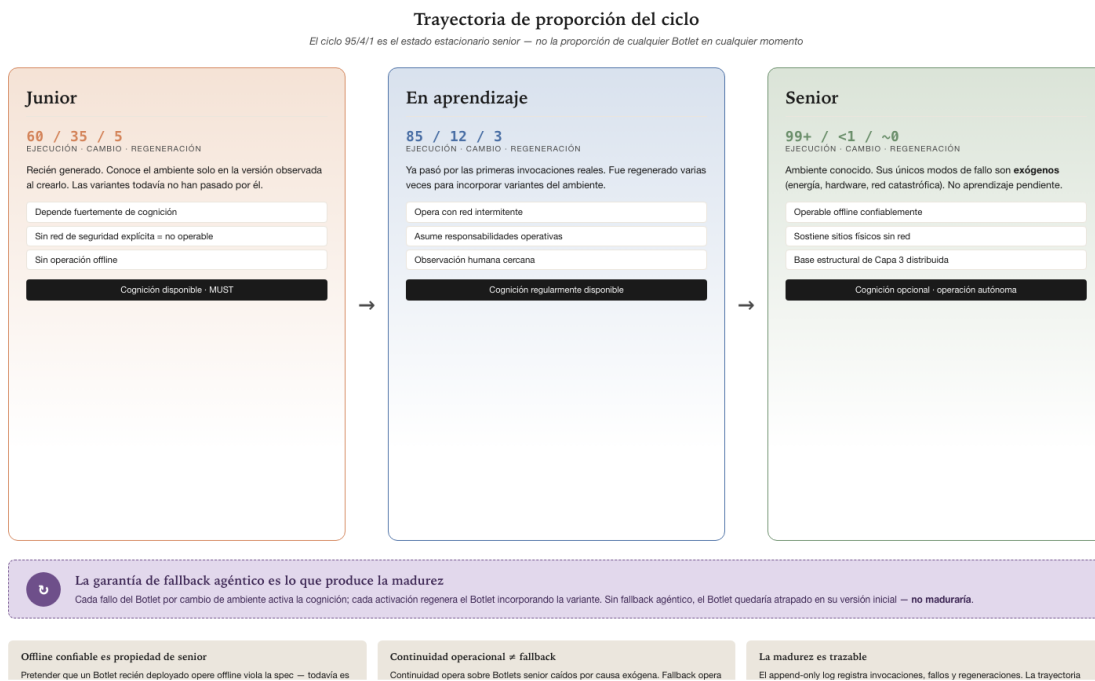 Trayectoria de proporción del ciclo
El ciclo 95/4/1 es el estado estacionario senior — no la proporción de cualquier Botlet en cualquier momento
Junior
60 / 35 / 5
EJECUCIÓN · CAMBIO · REGENERACIÓN
Recién generado. Conoce el ambiente solo en la versión observada
al crearlo. Las variantes todavía no han pasado por él.
Depende fuertemente de cognición
Sin red de seguridad explícita = no operable
Sin operación offline
Cognición disponible · MUST
→
En aprendizaje
85 / 12 / 3
EJECUCIÓN · CAMBIO · REGENERACIÓN
Ya pasó por las primeras invocaciones reales. Fue regenerado varias
veces para incorporar variantes del ambiente.
Opera con red intermitente
Asume responsabilidades operativas
Observación humana cercana
Cognición regularmente disponible
→
Senior
99+ / <1 / ~0
EJECUCIÓN · CAMBIO · REGENERACIÓN
Ambiente conocido. Sus únicos modos de fallo son exógenos
(energía, hardware, red catastrófica). No aprendizaje pendiente.
Operable offline confiablemente
Sostiene sitios físicos sin red
Base estructural de Capa 3 distribuida
Cognición opcional · operación autónoma
↻
La garantía de fallback agéntico es lo que produce la madurez
Cada fallo del Botlet por cambio de ambiente activa la cognición; cada activación regenera el Botlet incorporando la variante. Sin fallback agéntico, el Botlet quedaría atrapado en su versión inicial — no maduraría.
Offline confiable es propiedad de senior
Pretender que un Botlet recién deployado opere offline viola la spec — todavía es
Continuidad operacional ≠ fallback
Continuidad opera sobre Botlets senior caídos por causa exógena. Fallback opera
La madurez es trazable
El append-only log registra invocaciones, fallos y regeneraciones. La trayectoria